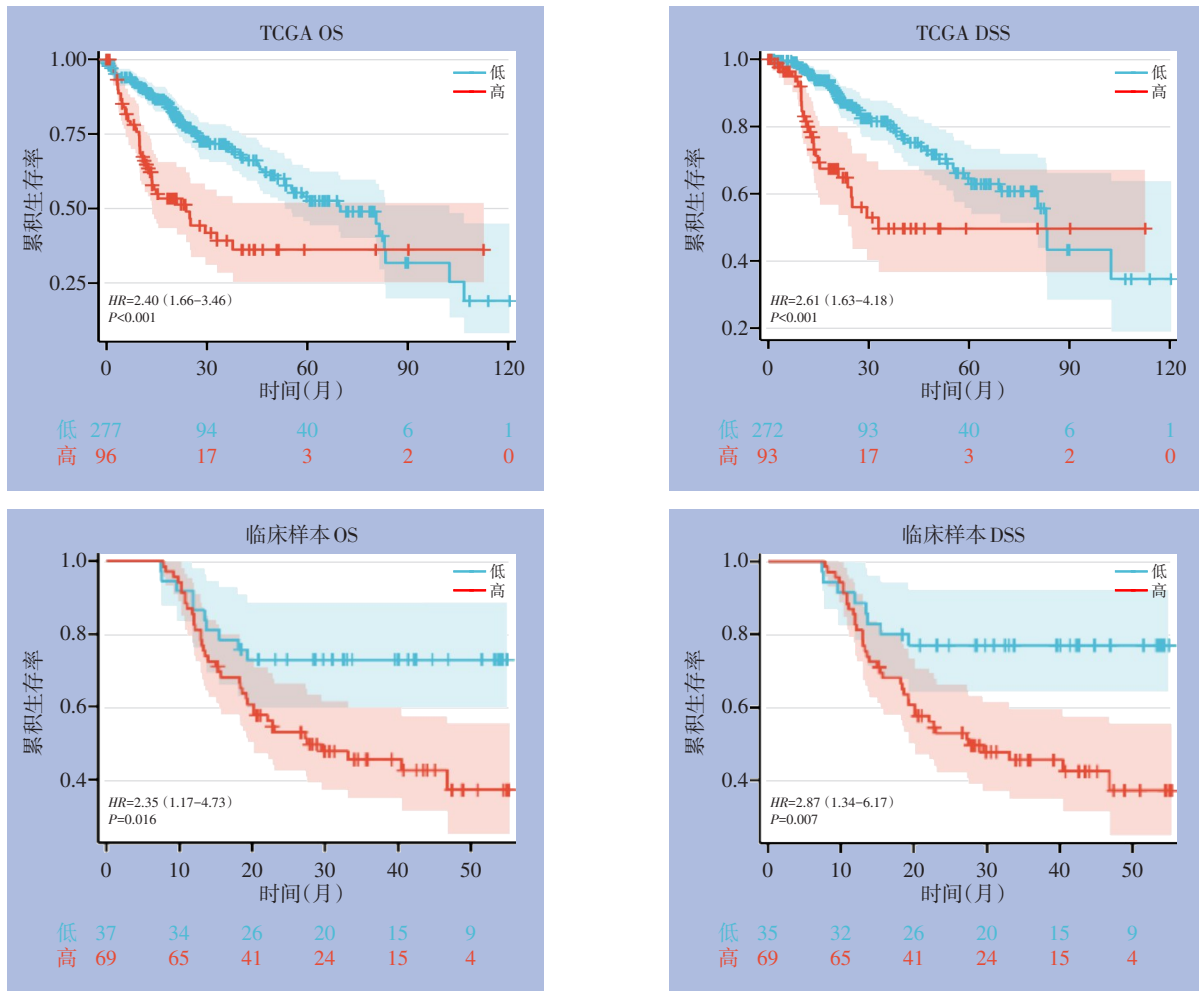 TCGA OS
1.00
0.75
0.50
0.25
累积生存率
低
高
HR=2.40（1.66-3.46）
P<0.001
0 30 60 90 120
时间(月)
低 277 94 40 6 1
高 96 17 3 2 0
TCGA DSS
1.0
0.8
0.6
0.4
0.2
累积生存率
低
高
HR=2.61（1.63-4.18）
P<0.001
0 30 60 90 120
时间(月)
低 272 93 40 6 1
高 93 17 3 2 0
临床样本 OS
1.0
0.8
0.6
0.4
累积生存率
低
高
HR=2.35（1.17-4.73）
P=0.016
0 10 20 30 40 50
时间(月)
低 37 34 26 20 15 9
高 69 65 41 24 15 4
临床样本 DSS
1.0
0.8
0.6
0.4
累积生存率
低
高
HR=2.87（1.34-6.17）
P=0.007
0 10 20 30 40 50
时间(月)
低 35 32 26 20 15 9
高 69 65 41 24 15 4